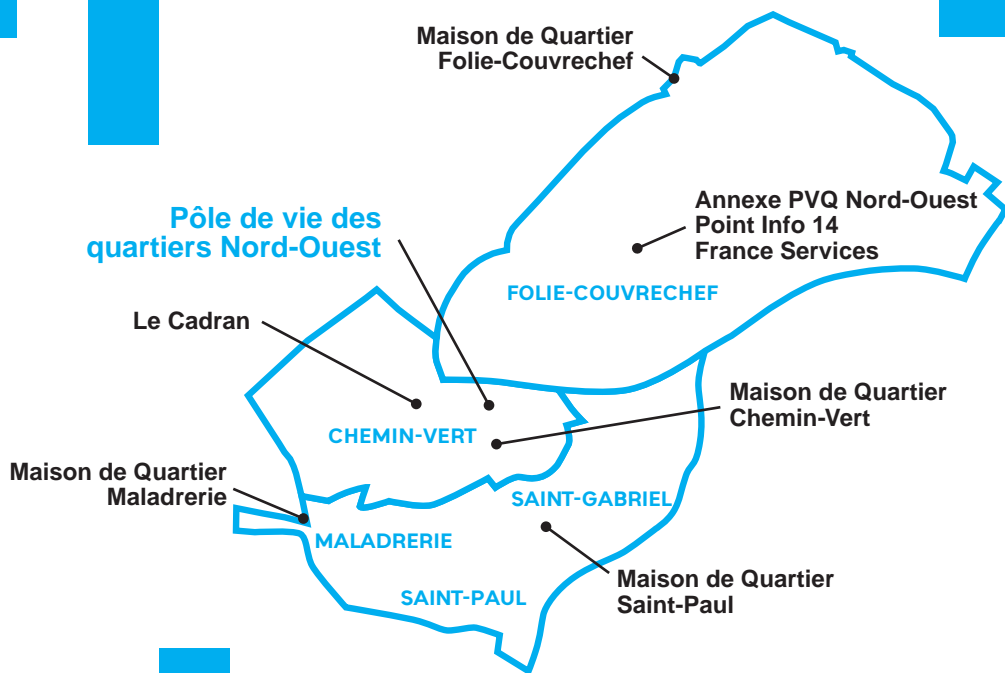 Maison de Quartier
Folie-Couvrechef
Annexe PVQ Nord-Ouest
Point Info 14
France Services
Pôle de vie des
quartiers Nord-Ouest
FOLIE-COUVRECHEF
Le Cadran
Maison de Quartier
Chemin-Vert
CHEMIN-VERT
Maison de Quartier
Maladrerie
SAINT-GABRIEL
MALADRERIE
Maison de Quartier
Saint-Paul
SAINT-PAUL